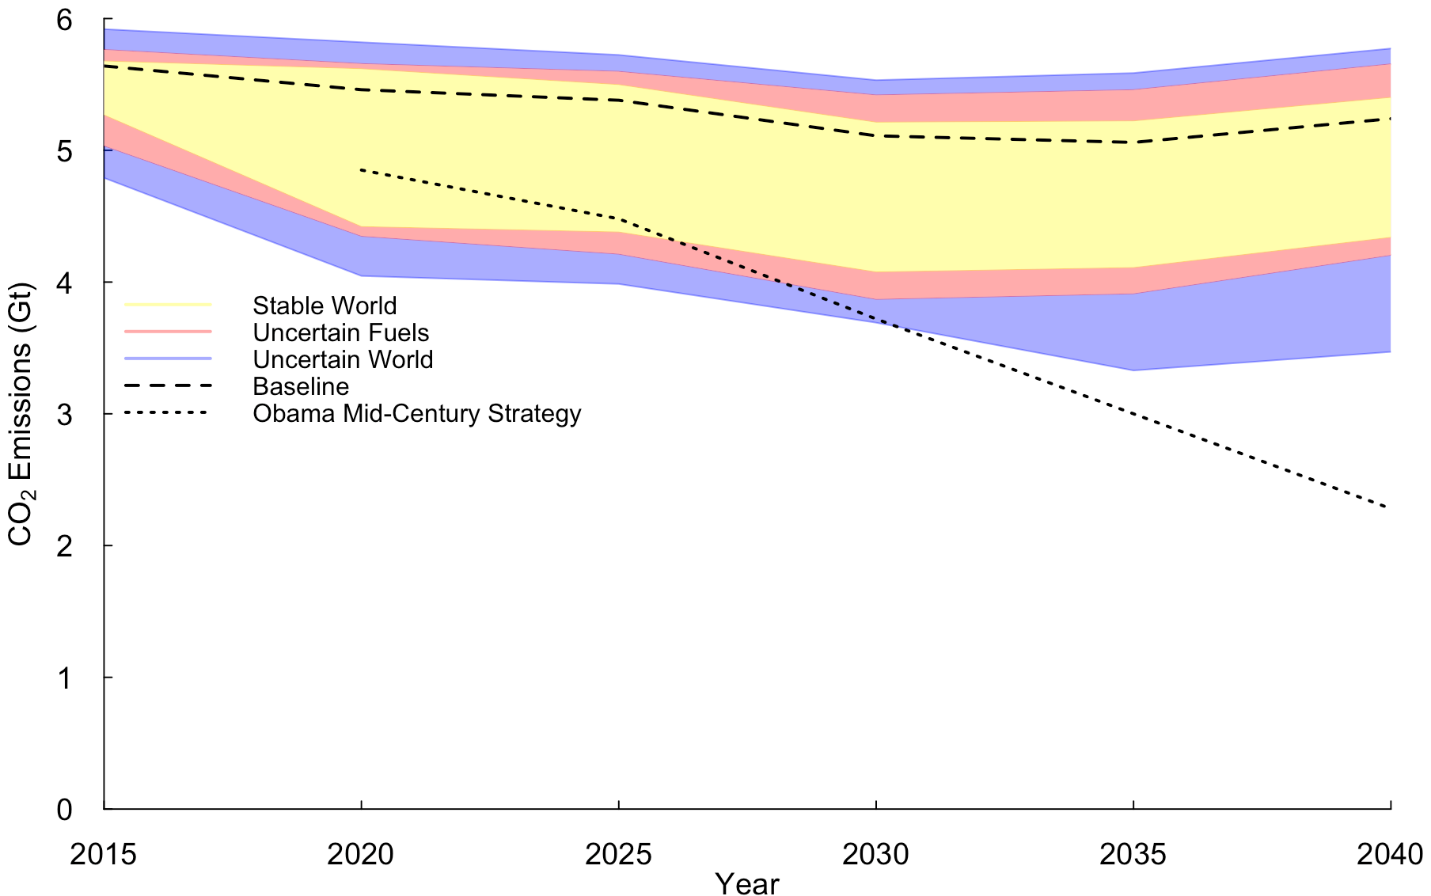 6
5
4
3
2
1
0
CO2 Emissions (Gt)
Stable World
Uncertain Fuels
Uncertain World
Baseline
Obama Mid-Century Strategy
2015 2020 2025 2030 2035 2040
Year